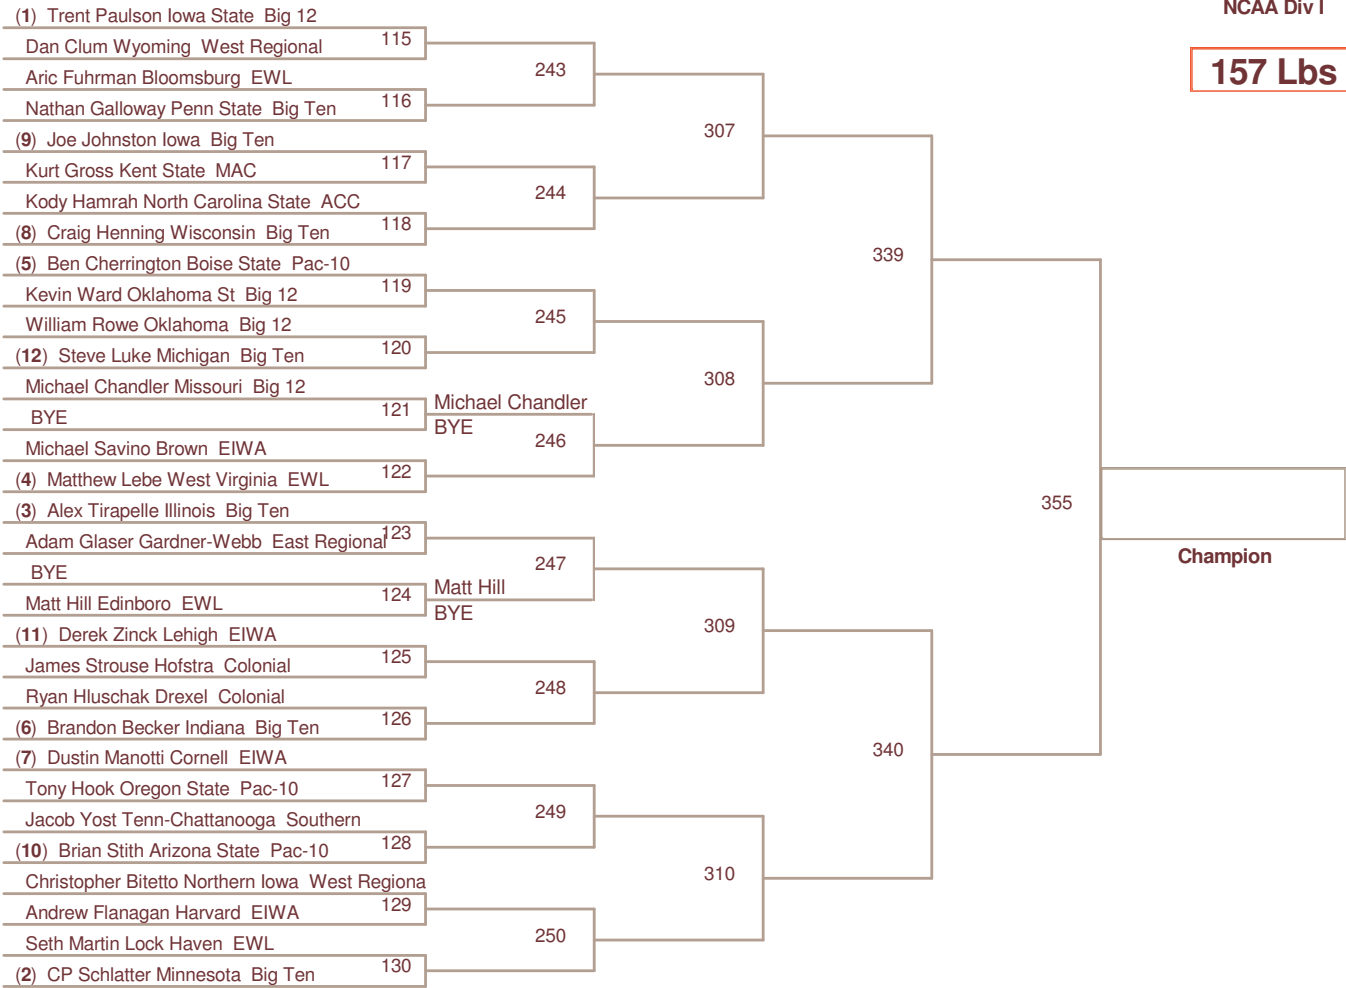 NCAA Div I
157 Lbs
(1) Trent Paulson Iowa State Big 12
115
Dan Clum Wyoming West Regional
243
Aric Fuhrman Bloomsburg EWL
116
Nathan Galloway Penn State Big Ten
307
(9) Joe Johnston Iowa Big Ten
117
Kurt Gross Kent State MAC
244
Kody Hamrah North Carolina State ACC
118
(8) Craig Henning Wisconsin Big Ten
339
(5) Ben Cherrington Boise State Pac-10
119
Kevin Ward Oklahoma St Big 12
245
William Rowe Oklahoma Big 12
120
(12) Steve Luke Michigan Big Ten
308
Michael Chandler Missouri Big 12
121
Michael Chandler
BYE
BYE
246
Michael Savino Brown EIWA
122
(4) Matthew Lebe West Virginia EWL
355
(3) Alex Tirapelle Illinois Big Ten
123
Adam Glaser Gardner-Webb East Regional
247
Champion
BYE
124
Matt Hill
Matt Hill Edinboro EWL
BYE
309
(11) Derek Zinck Lehigh EIWA
125
James Strouse Hofstra Colonial
248
Ryan Hluschak Drexel Colonial
126
(6) Brandon Becker Indiana Big Ten
340
(7) Dustin Manotti Cornell EIWA
127
Tony Hook Oregon State Pac-10
249
Jacob Yost Tenn-Chattanooga Southern
128
(10) Brian Stith Arizona State Pac-10
310
Christopher Bitetto Northern Iowa West Regiona
129
Andrew Flanagan Harvard EIWA
250
Seth Martin Lock Haven EWL
130
(2) CP Schlatter Minnesota Big Ten